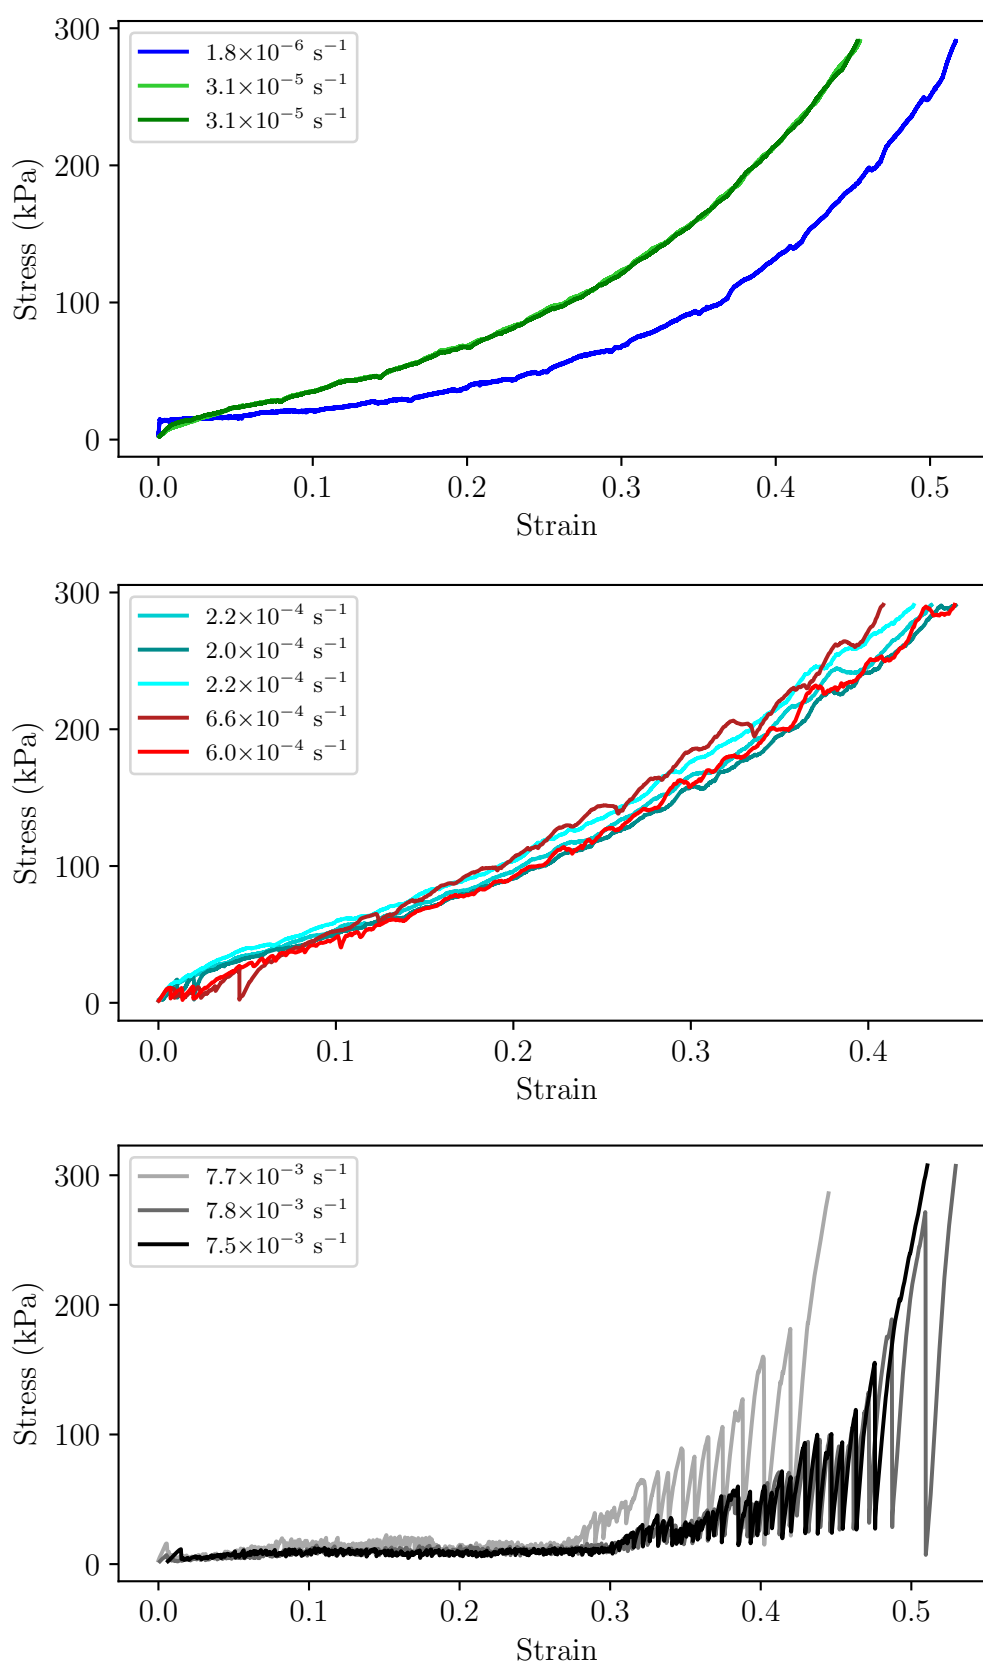 300
200
100
0
Stress (kPa)
1.8×10⁻⁶ s⁻¹
3.1×10⁻⁵ s⁻¹
3.1×10⁻⁵ s⁻¹
0.0 0.1 0.2 0.3 0.4 0.5
Strain
300
200
100
0
Stress (kPa)
2.2×10⁻⁴ s⁻¹
2.0×10⁻⁴ s⁻¹
2.2×10⁻⁴ s⁻¹
6.6×10⁻⁴ s⁻¹
6.0×10⁻⁴ s⁻¹
0.0 0.1 0.2 0.3 0.4
Strain
300
200
100
0
Stress (kPa)
7.7×10⁻³ s⁻¹
7.8×10⁻³ s⁻¹
7.5×10⁻³ s⁻¹
0.0 0.1 0.2 0.3 0.4 0.5
Strain